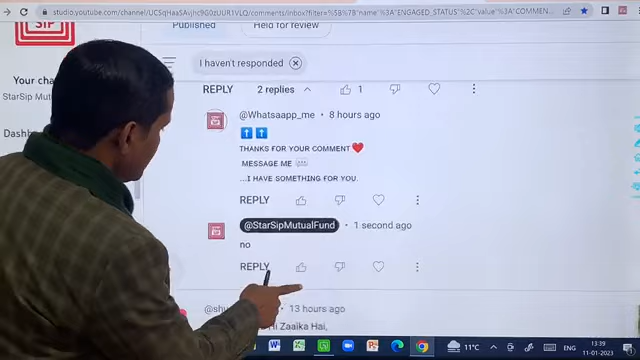 studio.youtube.com/channel/UCSqHaaSAvjhc9G0zUUR1VLQ/comments/inbox?filter=%5B%7B"name"%3A"ENGAGED_STATUS"%2C"value"%3A"COMMEN...
SIP
Published
Held for review
I haven't responded
Your cha
StarSip Mut
Dashb
REPLY 2 replies 1
@Whatsaapp_me • 8 hours ago
THANKS FOR YOUR COMMENT
MESSAGE ME
...I HAVE SOMETHING FOR YOU.
REPLY
@StarSipMutualFund • 1 second ago
no
REPLY
13 hours ago
Hi Zaaika Hai,
11°C
ENG
13:39
11-01-2023